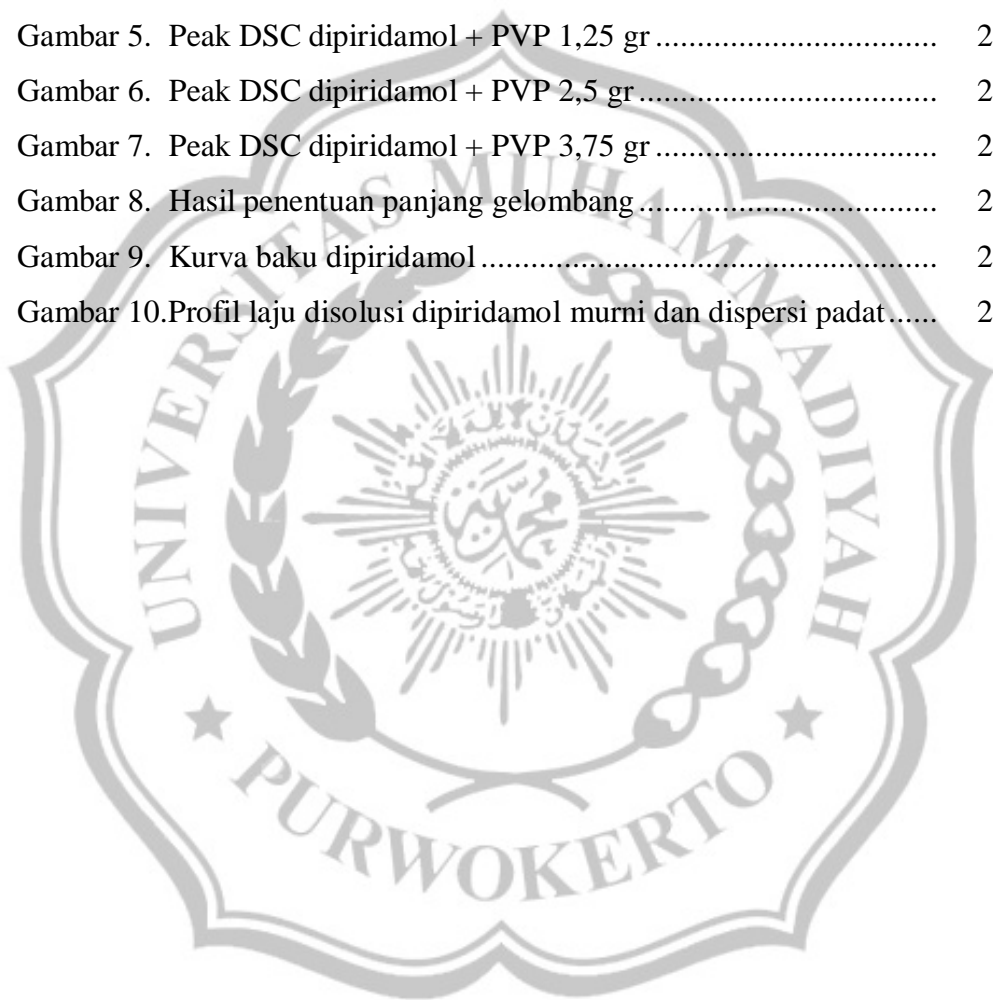 Gambar 5. Peak DSC dipiridamol + PVP 1,25 gr ................................. 2
Gambar 6. Peak DSC dipiridamol + PVP 2,5 gr ................................... 2
Gambar 7. Peak DSC dipiridamol + PVP 3,75 gr ................................. 2
Gambar 8. Hasil penentuan panjang gelombang ................................... 2
Gambar 9. Kurva baku dipiridamol ...................................................... 2
Gambar 10.Profil laju disolusi dipiridamol murni dan dispersi padat ...... 2
UNIVERSITAS MUHAMMADIYAH
PURWOKERTO